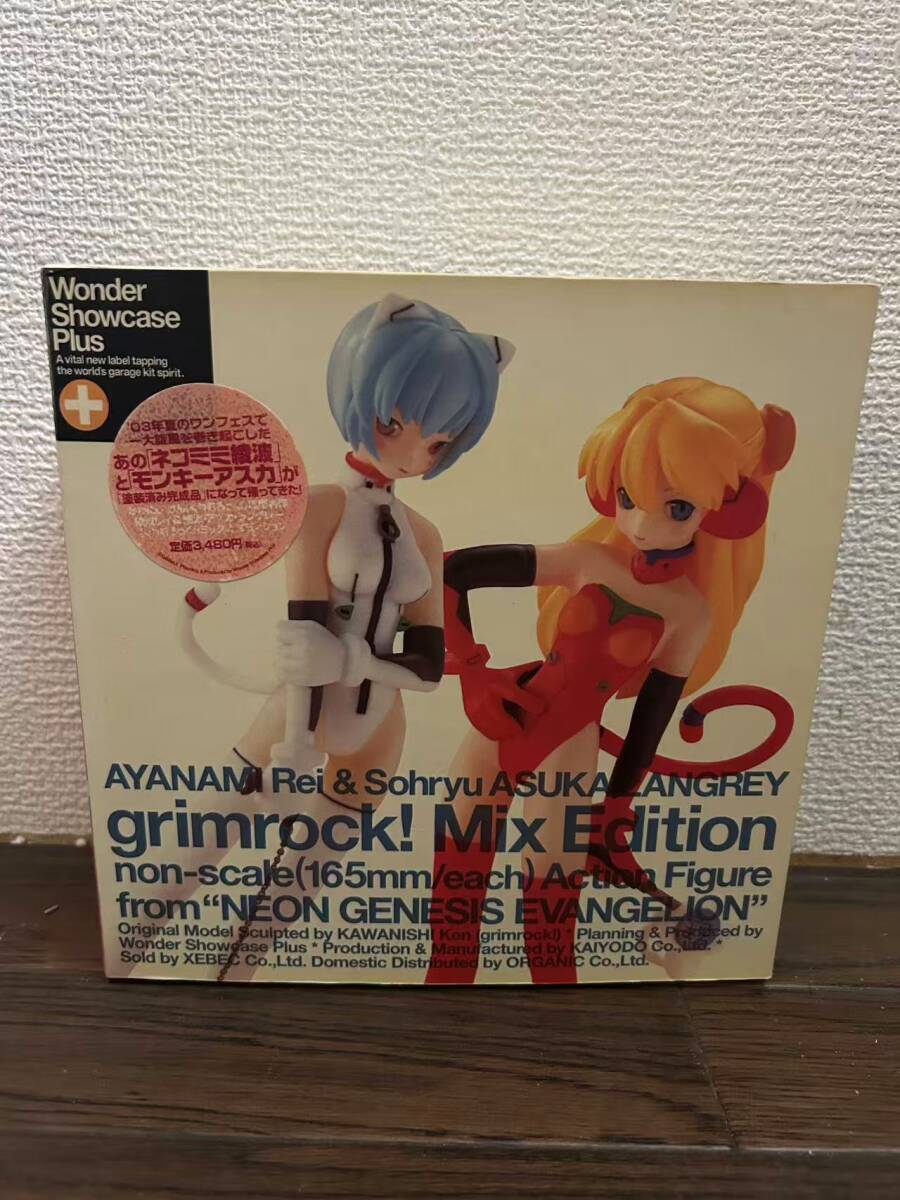 Wonder
Showcase
Plus
A vital new label tapping
the world's garage kit spirit.
'03年夏のワンフェスで
一大旋風を巻き起こした
あの「ネコミミ綾波」
と「モンキーアスカ」が
「塗装済み完成品」になって帰ってきた!
定価3,480円
AYANAMI Rei & Sohryu ASUKA LANGREY
grimrock! Mix Edition
non-scale(165mm/each) Action Figure
from “NEON GENESIS EVANGELION”
Original Model Sculpted by KAWANISHI Ken (grimrock!) * Planning & Produced by
Wonder Showcase Plus * Production & Manufactured by KAIYODO Co.,Ltd. *
Sold by XEBEC Co.,Ltd. Domestic Distributed by ORGANIC Co.,Ltd.